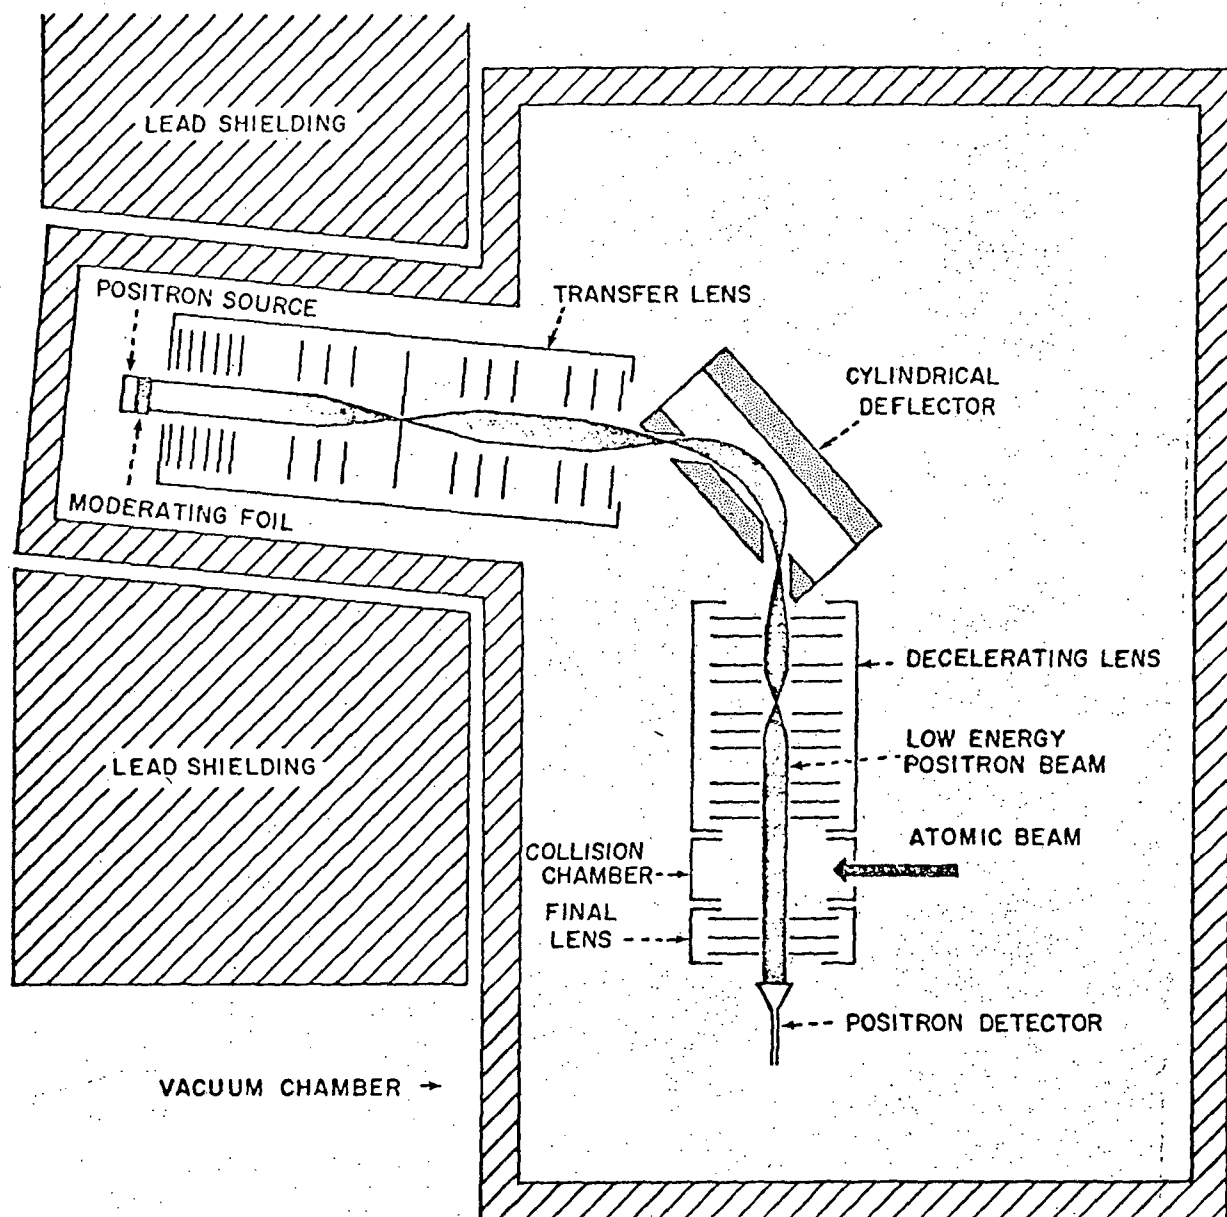 LEAD SHIELDING
POSITRON SOURCE
TRANSFER LENS
CYLINDRICAL
DEFLECTOR
MODERATING FOIL
DECELERATING LENS
LOW ENERGY
POSITRON BEAM
LEAD SHIELDING
ATOMIC BEAM
COLLISION
CHAMBER
FINAL
LENS
POSITRON DETECTOR
VACUUM CHAMBER